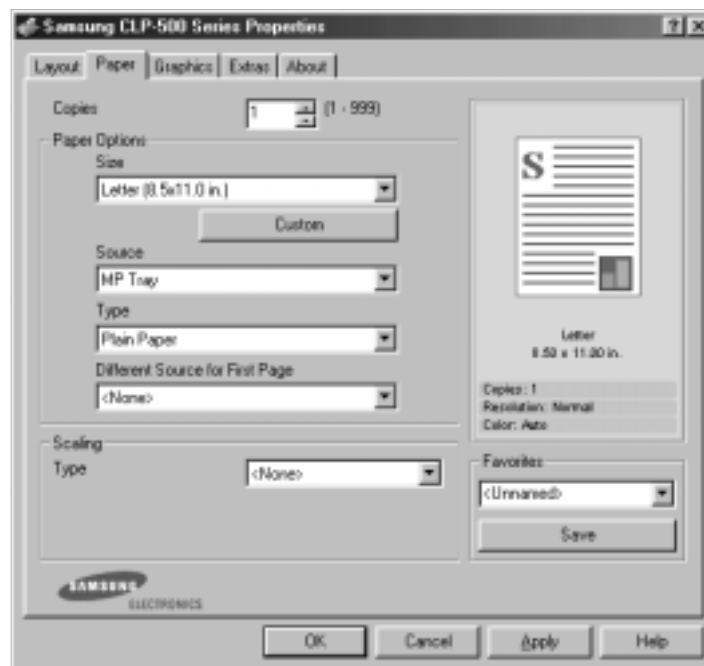 Samsung CLP-500 Series Properties
Layout Paper Graphics Extras About
Copies 1 (1 - 999)
Paper Options
Size
Letter (8.5x11.0 in.)
Custom
Source
MP Tray
Type
Plain Paper
Different Source for First Page
<None>
Scaling
Type <None>
S
Letter
8.50 x 11.00 in.
Copies: 1
Resolution: Normal
Color: Auto
Favorites
<Unnamed>
Save
SAMSUNG
ELECTRONICS
OK Cancel Apply Help